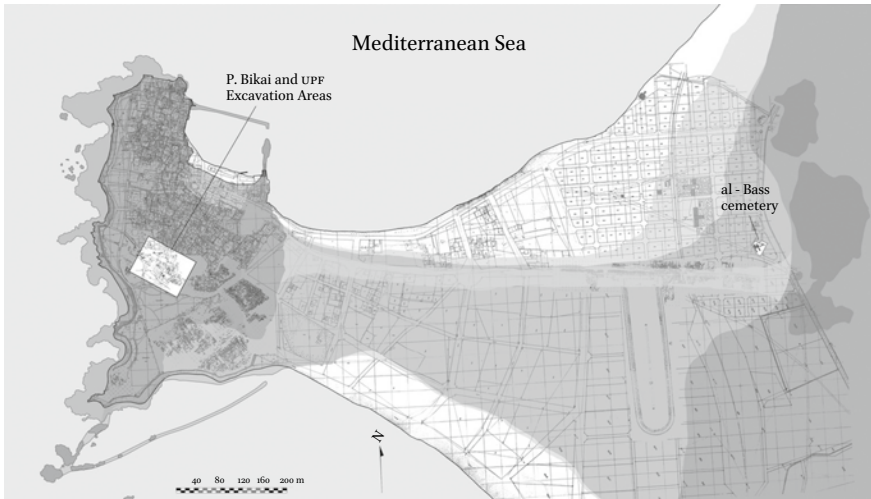 Mediterranean Sea
P. Bikai and UPF
Excavation Areas
al - Bass
cemetery
N
40 80 120 160 200 m